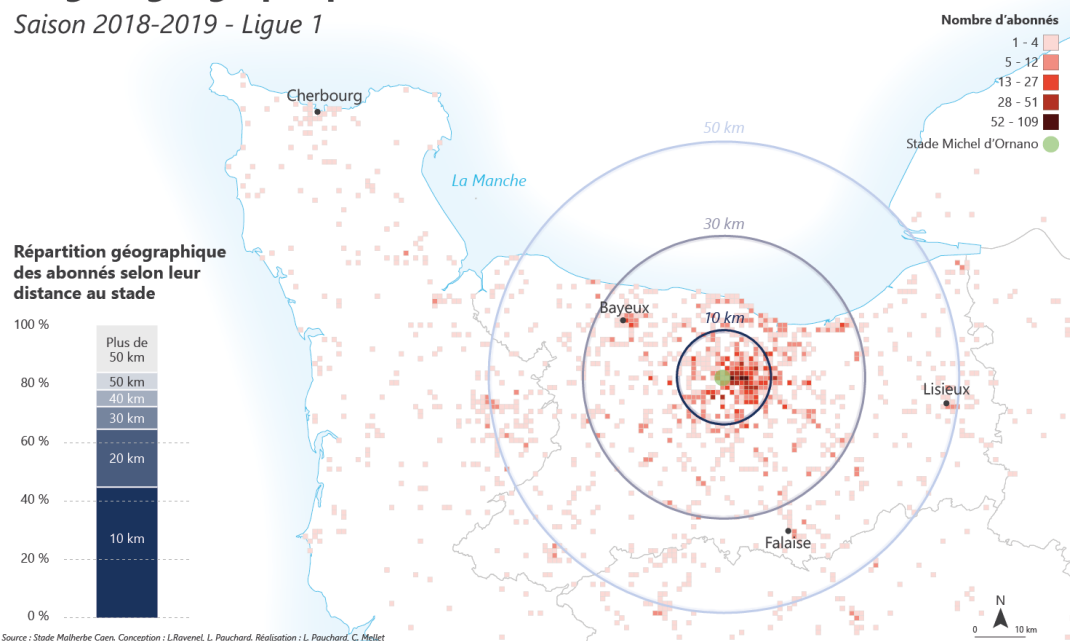 Saison 2018-2019 - Ligue 1
Nombre d'abonnés
1 - 4
5 - 12
13 - 27
28 - 51
52 - 109
Stade Michel d'Ornano
Cherbourg
50 km
La Manche
30 km
Répartition géographique
des abonnés selon leur
distance au stade
Bayeux
10 km
100 %
Plus de
50 km
80 %
50 km
40 km
Lisieux
30 km
60 %
20 km
40 %
10 km
Falaise
20 %
0 %
N
0 10 km
Source : Stade Malherbe Caen. Conception : L.Ravenel, L. Pauchard. Réalisation : L. Pauchard, C. Mellet